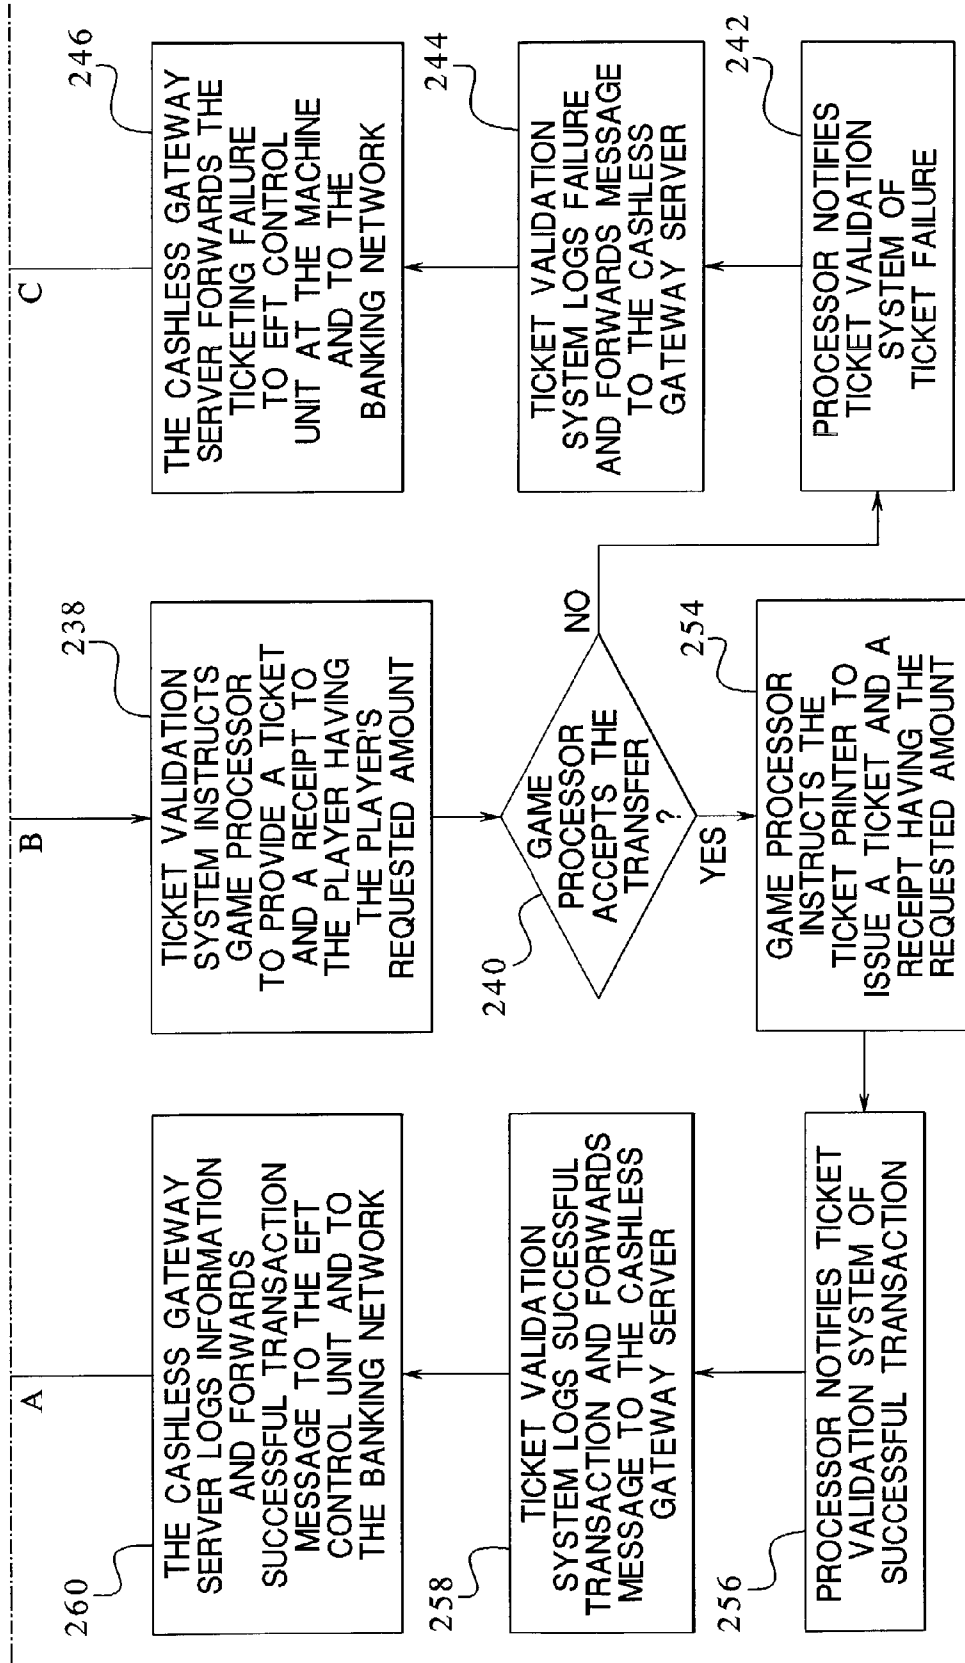 A
B
C
260
THE CASHLESS GATEWAY
SERVER LOGS INFORMATION
AND FORWARDS
SUCCESSFUL TRANSACTION
MESSAGE TO THE EFT
CONTROL UNIT AND TO
THE BANKING NETWORK
238
TICKET VALIDATION
SYSTEM INSTRUCTS
GAME PROCESSOR
TO PROVIDE A TICKET
AND A RECEIPT TO
THE PLAYER HAVING
THE PLAYER'S
REQUESTED AMOUNT
246
THE CASHLESS GATEWAY
SERVER FORWARDS THE
TICKETING FAILURE
TO EFT CONTROL
UNIT AT THE MACHINE
AND TO THE
BANKING NETWORK
258
TICKET VALIDATION
SYSTEM LOGS SUCCESSFUL
TRANSACTION AND FORWARDS
MESSAGE TO THE CASHLESS
GATEWAY SERVER
240
GAME
PROCESSOR
ACCEPTS THE
TRANSFER
?
NO
YES
244
TICKET VALIDATION
SYSTEM LOGS FAILURE
AND FORWARDS MESSAGE
TO THE CASHLESS
GATEWAY SERVER
256
PROCESSOR NOTIFIES TICKET
VALIDATION SYSTEM OF
SUCCESSFUL TRANSACTION
254
GAME PROCESSOR
INSTRUCTS THE
TICKET PRINTER TO
ISSUE A TICKET AND A
RECEIPT HAVING THE
REQUESTED AMOUNT
242
PROCESSOR NOTIFIES
TICKET VALIDATION
SYSTEM OF
TICKET FAILURE